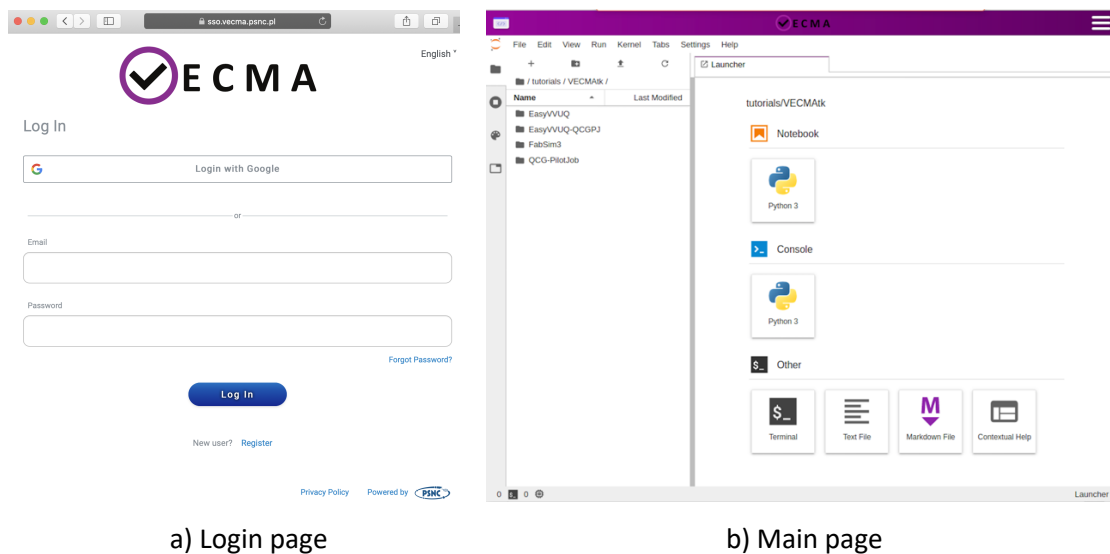 sso.vecma.psnc.pl
English
VECMA
Log In
Login with Google
or
Email
Password
Forgot Password?
Log In
New user? Register
Privacy Policy Powered by PSNC
a) Login page
VECMA
File Edit View Run Kernel Tabs Settings Help
Launcher
/ tutorials / VECMAtk /
Name Last Modified
EasyVVUQ
EasyVVUQ-QCGPJ
FabSim3
QCG-PilotJob
tutorials/VECMAtk
Notebook
Python 3
>_ Console
Python 3
$_ Other
$_
M
Terminal Text File Markdown File Contextual Help
0 $_ 0 Launcher
b) Main page